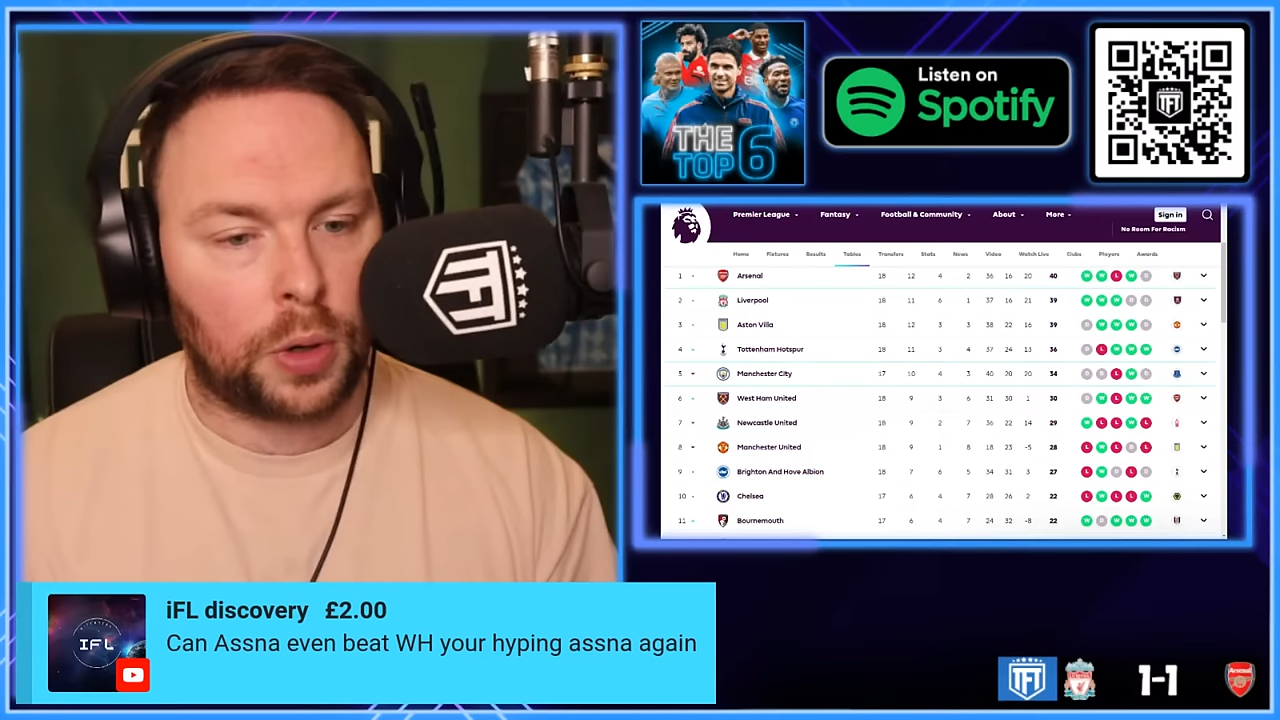 THE
TOP 6
Listen on
Spotify
TFT
TFT
Premier League Fantasy Football & Community About More Sign in
No Room For Racism
Home Fixtures Results Tables Transfers Stats News Video Watch Live Clubs Players Awards
1 Arsenal 18 12 4 2 36 16 20 40 W W L W D
2 Liverpool 18 11 6 1 37 16 21 39 W W W D D
3 Aston Villa 18 12 3 3 38 22 16 39 D W W W D
4 Tottenham Hotspur 18 11 3 4 37 24 13 36 D L W W W
5 Manchester City 17 10 4 3 40 20 20 34 D D L W D
6 West Ham United 18 9 3 6 31 30 1 30 D W L W W
7 Newcastle United 18 9 2 7 36 22 14 29 W L L W L
8 Manchester United 18 9 1 8 18 23 -5 28 L W L D L
9 Brighton And Hove Albion 18 7 6 5 34 31 3 27 L W D L D
10 Chelsea 17 6 4 7 28 26 2 22 L W L L W
11 Bournemouth 17 6 4 7 24 32 -8 22 W D W W W
iFL discovery £2.00
Can Assna even beat WH your hyping assna again
IFL
TFT 1-1 Arsenal